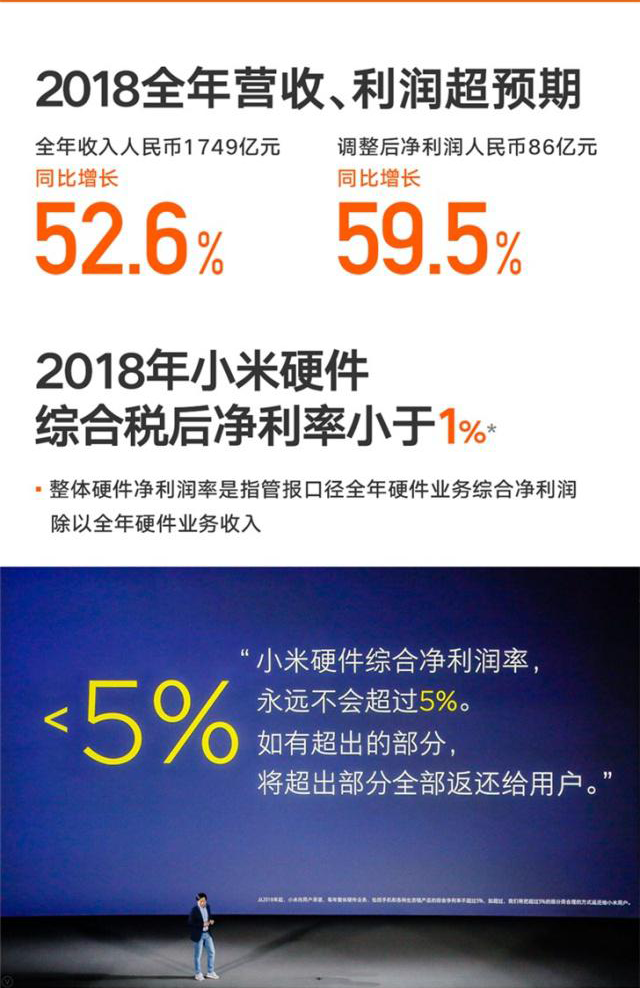 2018全年营收、利润超预期
全年收入人民币1749亿元
同比增长
52.6%
调整后净利润人民币86亿元
同比增长
59.5%
2018年小米硬件
综合税后净利率小于1%*
▪ 整体硬件净利润率是指管报口径全年硬件业务综合净利润
除以全年硬件业务收入
<5%
“小米硬件综合净利润率，
永远不会超过5%。
如有超出的部分，
将超出部分全部返还给用户。”